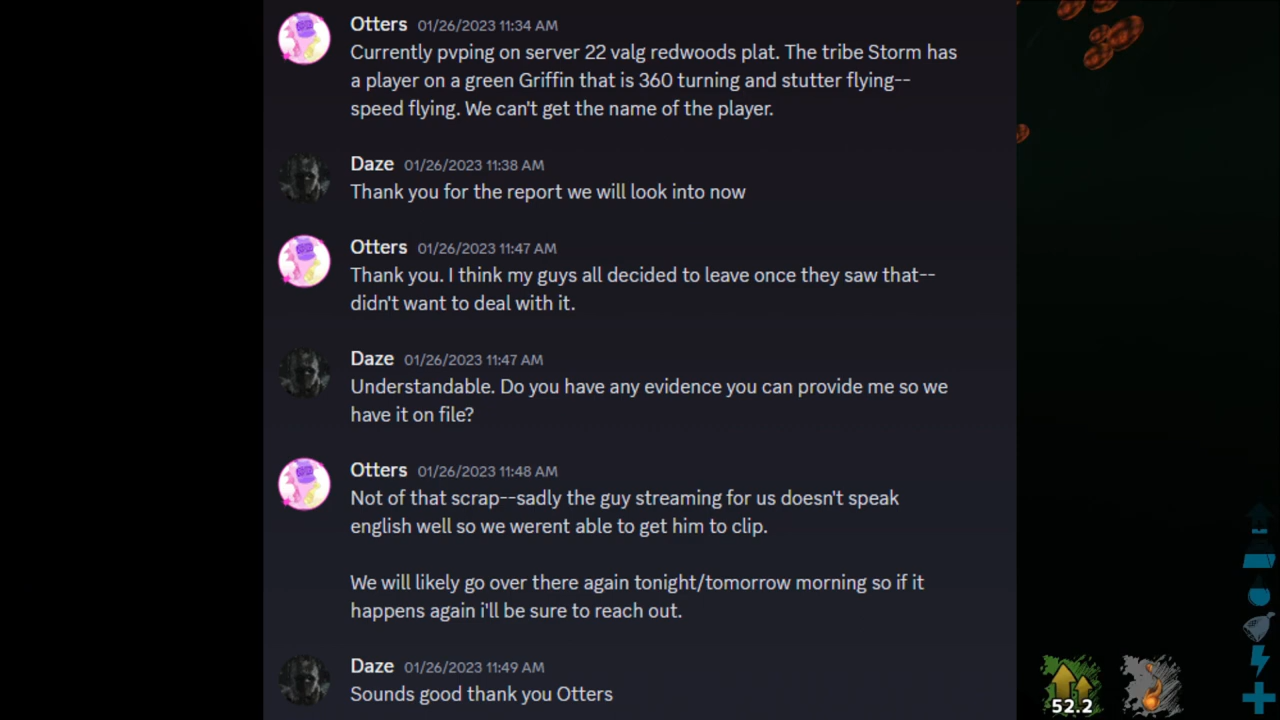 Otters 01/26/2023 11:34 AM
Currently pvping on server 22 valg redwoods plat. The tribe Storm has
a player on a green Griffin that is 360 turning and stutter flying--
speed flying. We can't get the name of the player.
Daze 01/26/2023 11:38 AM
Thank you for the report we will look into now
Otters 01/26/2023 11:47 AM
Thank you. I think my guys all decided to leave once they saw that--
didn't want to deal with it.
Daze 01/26/2023 11:47 AM
Understandable. Do you have any evidence you can provide me so we
have it on file?
Otters 01/26/2023 11:48 AM
Not of that scrap--sadly the guy streaming for us doesn't speak
english well so we werent able to get him to clip.
We will likely go over there again tonight/tomorrow morning so if it
happens again i'll be sure to reach out.
Daze 01/26/2023 11:49 AM
Sounds good thank you Otters
52.2